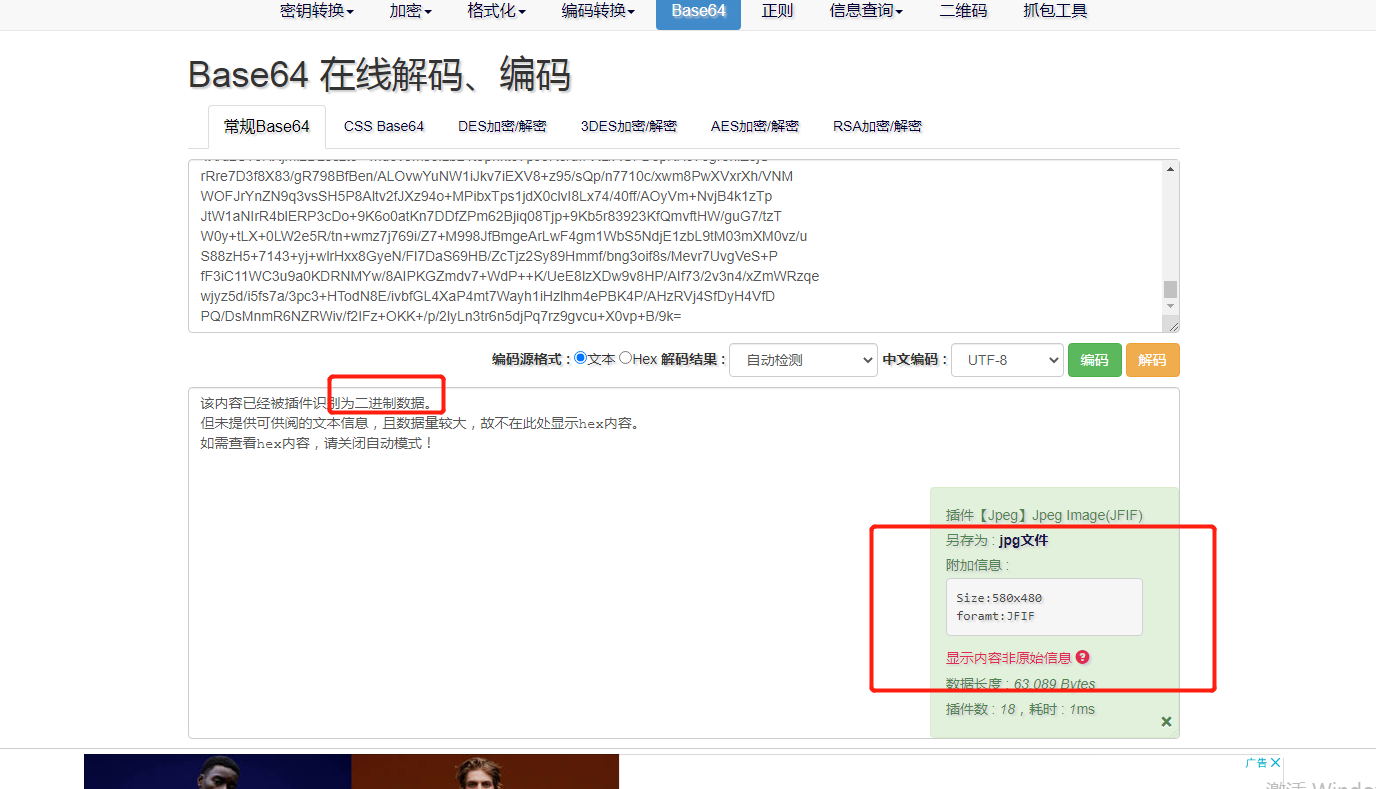 密钥转换 加密 格式化 编码转换 Base64 正则 信息查询 二维码 抓包工具
Base64 在线解码、编码
常规Base64 CSS Base64 DES加密/解密 3DES加密/解密 AES加密/解密 RSA加密/解密
rRre7D3f8X83/gR798BfBen/ALOvwYuNW1iJkv7iEXV8+z95/sQp/n7710c/xwm8PwXVxrXh/VNM
WOFJrYnZN9q3vsSH5P8AItv2fJXz94o+MPibxTps1jdX0clvI8Lx74/40ff/AOyVm+NvjB4k1zTp
JtW1aNIrR4blERP3cDo+9K6o0atKn7DDfZPm62Bjiq08Tjp+9Kb5r83923KfQmvftHW/guG7/tzT
W0y+tLX+0LW2e5R/tn+wmz7j769i/Z7+M998JfBmgeArLwF4gm1WbS5NdjE1zbL9tM03mXM0vz/u
S88zH5+7143+yj+wIrHxx8GyeN/FI7DaS69HB/ZcTjz2Sy89Hmmf/bng3oif8s/Mevr7UvgVeS+P
fF3iC11WC3u9a0KDRNMYw/8AIPKGZmdv7+WdP++K/UeE8IzXDw9v8HP/AIf73/2v3n4/xZmWRzqe
wjyz5d/i5fs7a/3pc3+HTodN8E/ivbfGL4XaP4mt7Wayh1iHzIhm4ePBK4P/AHzRVj4SfDyH4VfD
PQ/DsMnmR6NZRWiv/f2IFz+OKK+/p/2lyLn3tr6n5djPq7rz9gvcu+X0vp+B/9k=
编码源格式 : 文本 Hex 解码结果 : 自动检测 中文编码 : UTF-8 编码 解码
该内容已经被插件识别为二进制数据。
但未提供可供阅的文本信息，且数据量较大，故不在此处显示hex内容。
如需查看hex内容，请关闭自动模式！
插件【Jpeg】Jpeg Image(JFIF)
另存为 : jpg文件
附加信息 :
Size:580x480
foramt:JFIF
显示内容非原始信息 ?
数据长度 : 63,089 Bytes
插件数 : 18，耗时 : 1ms
广告